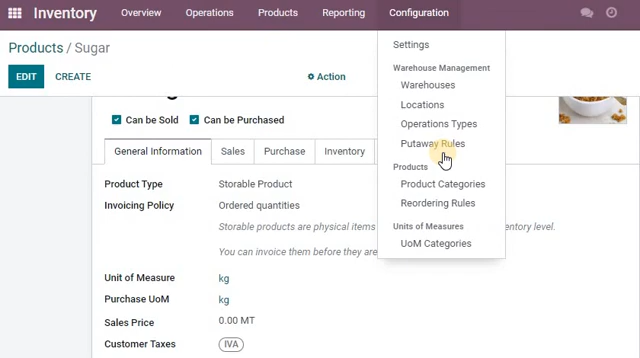 Inventory Overview Operations Products Reporting Configuration
Products / Sugar
EDIT CREATE Action
Can be Sold Can be Purchased
General Information Sales Purchase Inventory
Product Type Storable Product
Invoicing Policy Ordered quantities
Storable products are physical items
entory level.
You can invoice them before they are
Unit of Measure kg
Purchase UoM kg
Sales Price 0.00 MT
Customer Taxes IVA
Settings
Warehouse Management
Warehouses
Locations
Operations Types
Putaway Rules
Products
Product Categories
Reordering Rules
Units of Measures
UoM Categories